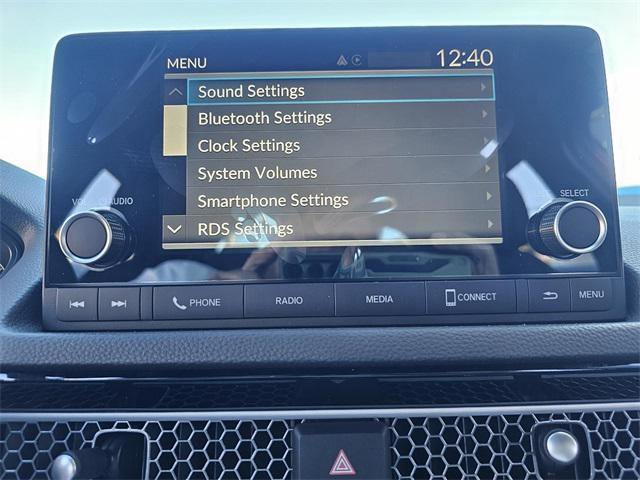 MENU 12:40
Sound Settings
Bluetooth Settings
Clock Settings
System Volumes
Smartphone Settings
RDS Settings
SELECT
PHONE RADIO MEDIA CONNECT MENU